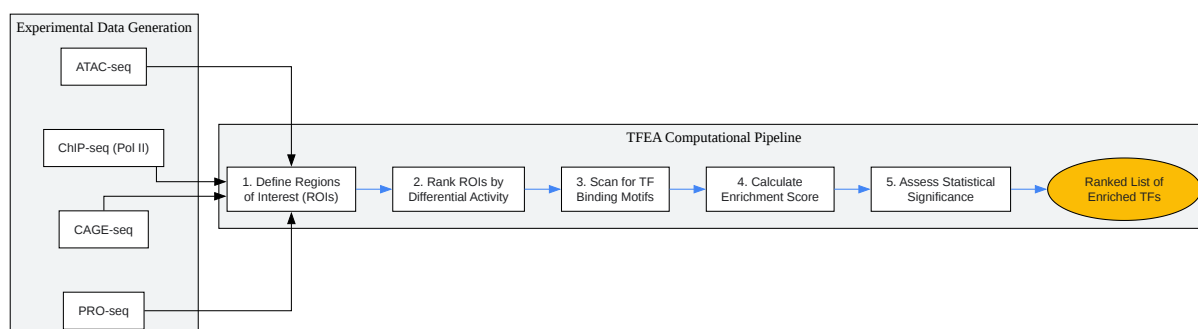 Experimental Data Generation
ATAC-seq
ChIP-seq (Pol II)
CAGE-seq
PRO-seq
TFEA Computational Pipeline
1. Define Regions
of Interest (ROIs)
2. Rank ROIs by
Differential Activity
3. Scan for TF
Binding Motifs
4. Calculate
Enrichment Score
5. Assess Statistical
Significance
Ranked List of
Enriched TFs